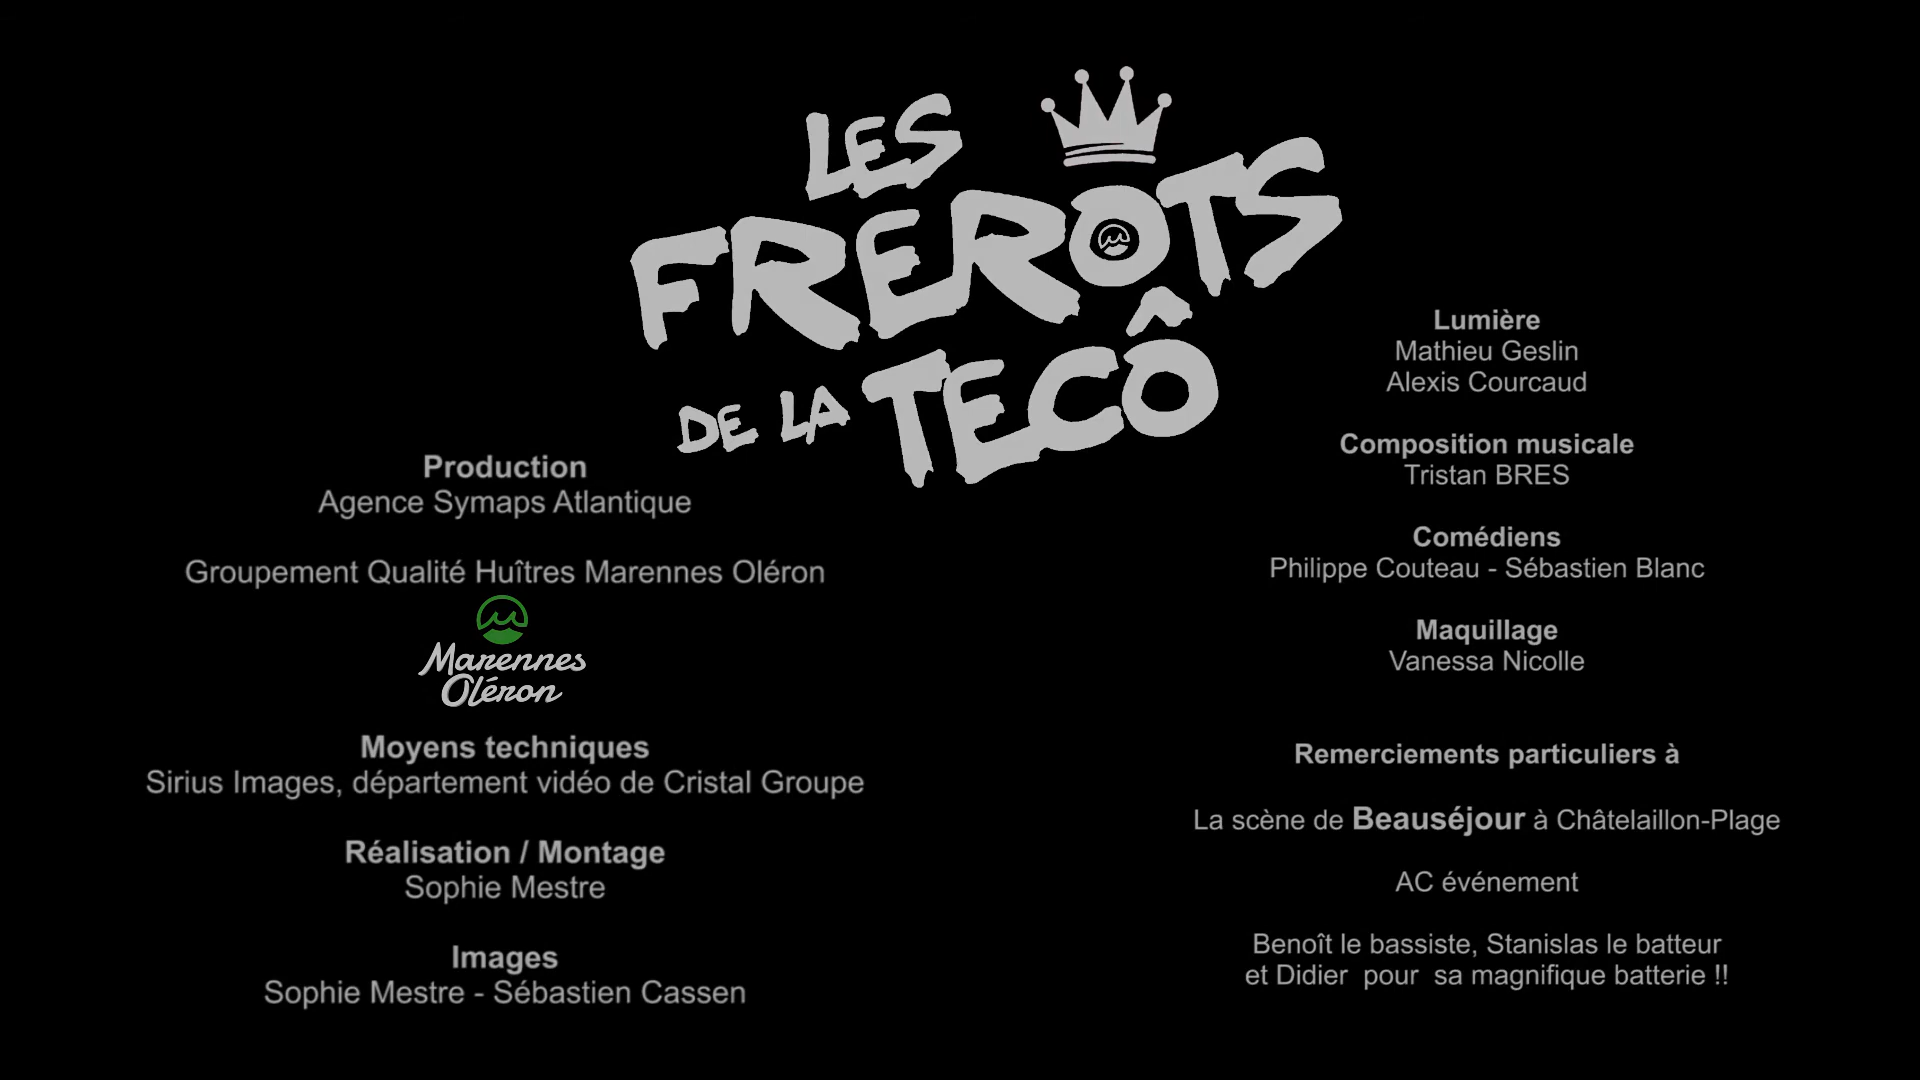 LES
FREROTS
DE LA TECÔ
Production
Agence Symaps Atlantique
Groupement Qualité Huîtres Marennes Oléron
Marennes
Oléron
Moyens techniques
Sirius Images, département vidéo de Cristal Groupe
Réalisation / Montage
Sophie Mestre
Images
Sophie Mestre - Sébastien Cassen
Lumière
Mathieu Geslin
Alexis Courcaud
Composition musicale
Tristan BRES
Comédiens
Philippe Couteau - Sébastien Blanc
Maquillage
Vanessa Nicolle
Remerciements particuliers à
La scène de Beauséjour à Châtelaillon-Plage
AC événement
Benoît le bassiste, Stanislas le batteur
et Didier  pour  sa magnifique batterie !!